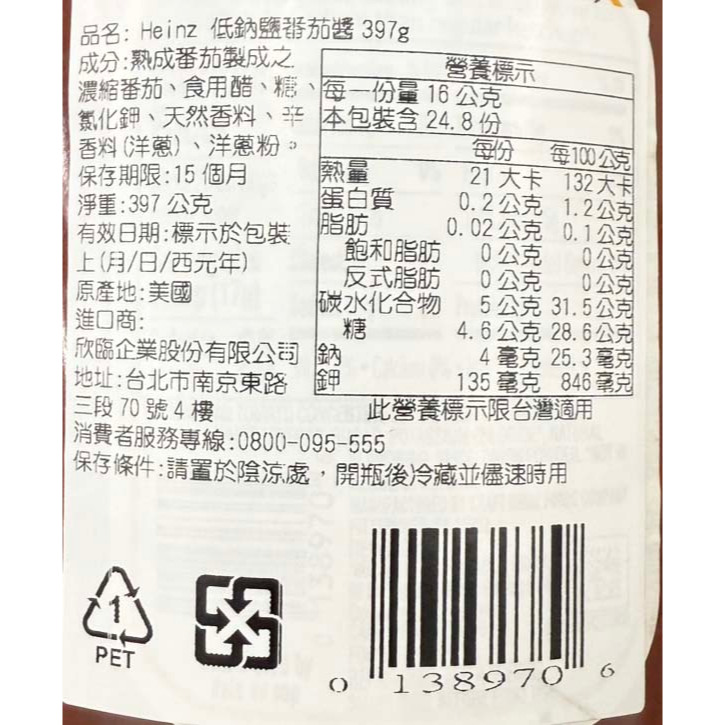 品名: Heinz 低鈉鹽番茄醬 397g
成分:熟成番茄製成之
濃縮番茄、食用醋、糖、
氯化鉀、天然香料、辛
香料(洋蔥)、洋蔥粉。
保存期限:15 個月
淨重:397 公克
有效日期:標示於包裝
上(月/日/西元年)
原產地:美國
進口商:
欣臨企業股份有限公司
地址:台北市南京東路
三段 70 號 4 樓
消費者服務專線:0800-095-555
保存條件:請置於陰涼處，開瓶後冷藏並儘速時用
營養標示
每一份量 16 公克
本包裝含 24.8 份
每份 每100公克
熱量 21 大卡 132 大卡
蛋白質 0.2 公克 1.2 公克
脂肪 0.02 公克 0.1 公克
飽和脂肪 0 公克 0 公克
反式脂肪 0 公克 0 公克
碳水化合物 5 公克 31.5 公克
糖 4.6 公克 28.6 公克
鈉 4 毫克 25.3 毫克
鉀 135 毫克 846 毫克
此營養標示限台灣適用
1
PET
0 138970 6